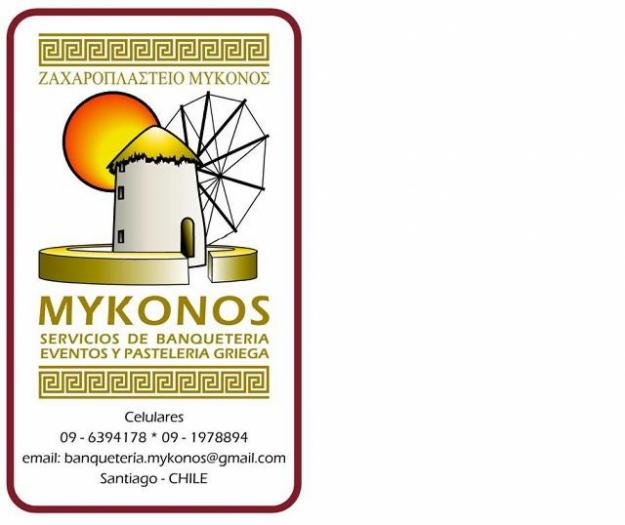 ΖΑΧΑΡΟΠΛΑΣΤΕΙΟ ΜΥΚΟΝΟΣ
MYKONOS
SERVICIOS DE BANQUETERIA
EVENTOS Y PASTELERIA GRIEGA
Celulares
09 - 6394178 * 09 - 1978894
email: banquetería.mykonos@gmail.com
Santiago - CHILE